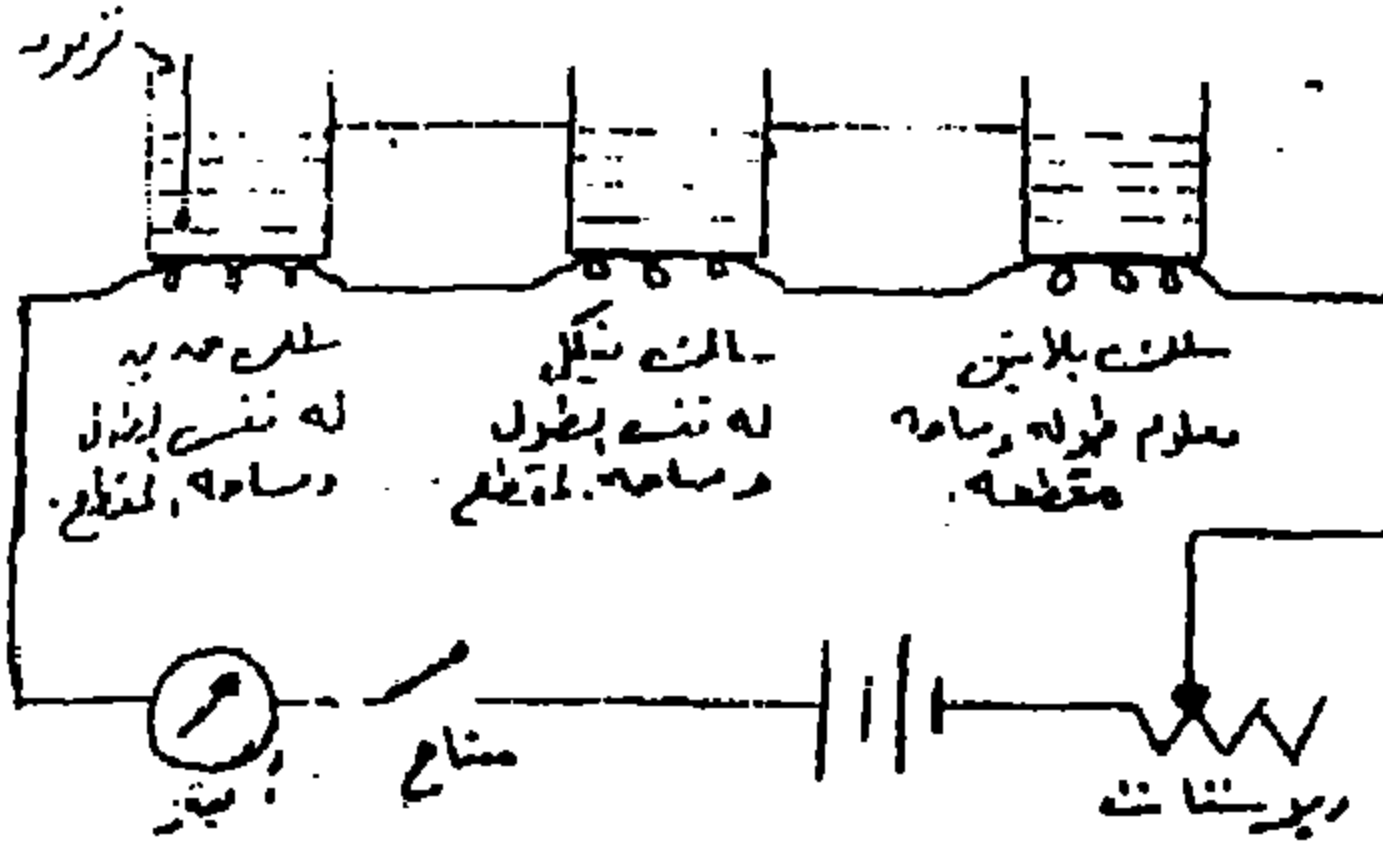 سلك بلاتين
معلوم طوله ومساحة
مقطعه.
سلك نيكل
له نفس الطول
ومساحة المقطع
سلك حديد
له نفس الطول
ومساحة المقطع.
ريوستات
مفتاح
أميتر